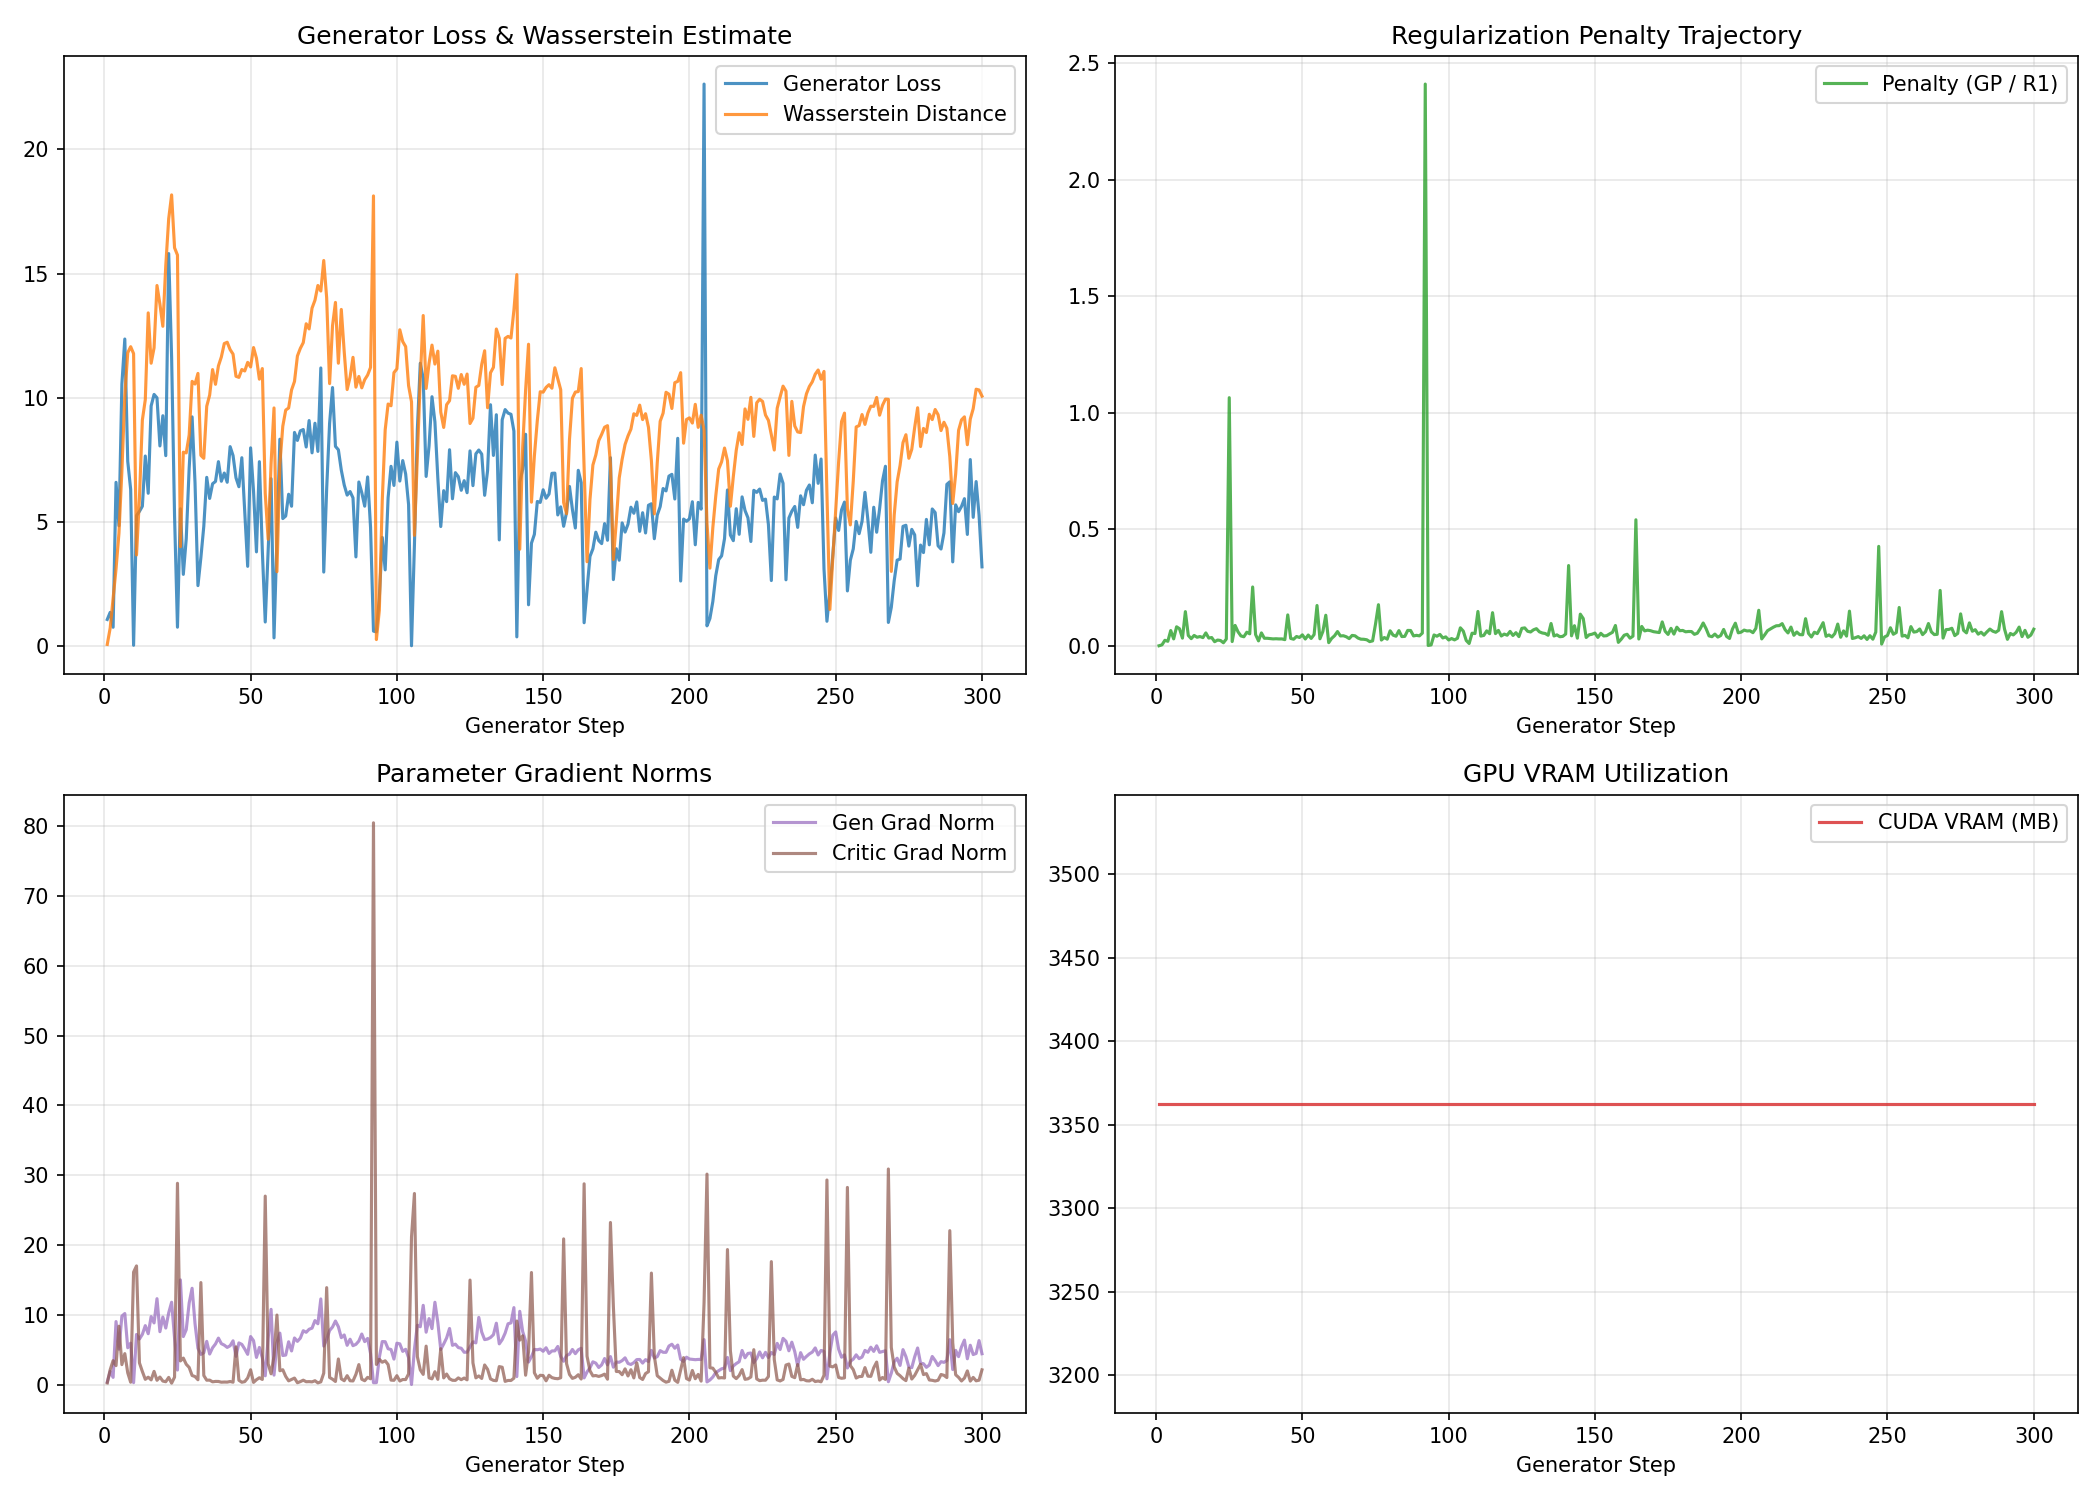 Generator Loss & Wasserstein Estimate
Generator Loss
Wasserstein Distance
20
15
10
5
0
0 50 100 150 200 250 300
Generator Step
Regularization Penalty Trajectory
Penalty (GP / R1)
2.5
2.0
1.5
1.0
0.5
0.0
0 50 100 150 200 250 300
Generator Step
Parameter Gradient Norms
Gen Grad Norm
Critic Grad Norm
80
70
60
50
40
30
20
10
0
0 50 100 150 200 250 300
Generator Step
GPU VRAM Utilization
CUDA VRAM (MB)
3500
3450
3400
3350
3300
3250
3200
0 50 100 150 200 250 300
Generator Step